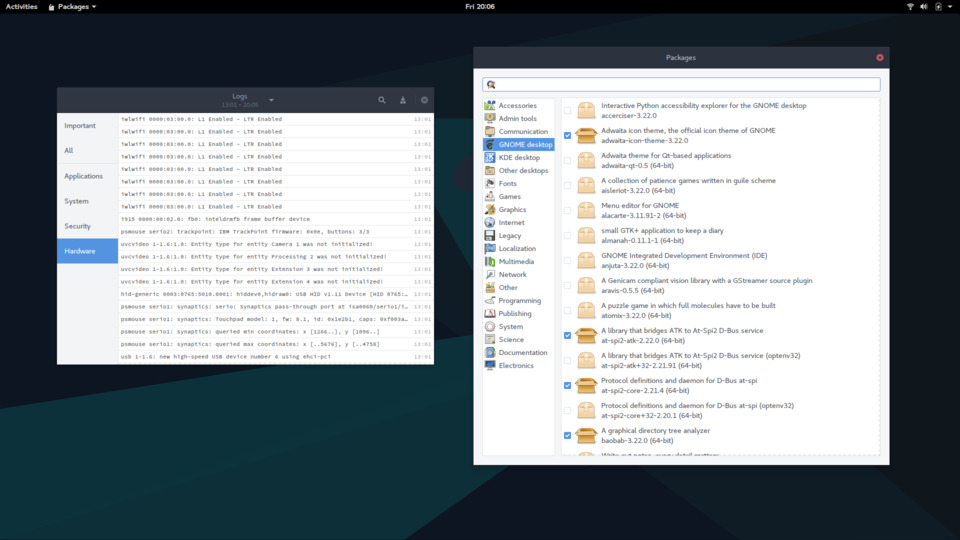 Activities
Packages
Fri 20:06
Logs
13:01 – 20:05
Important
All
Applications
System
Security
Hardware
iwlwifi 0000:03:00.0: L1 Enabled - LTR Enabled 13:01
iwlwifi 0000:03:00.0: L1 Enabled - LTR Enabled 13:01
iwlwifi 0000:03:00.0: L1 Enabled - LTR Enabled 13:01
iwlwifi 0000:03:00.0: L1 Enabled - LTR Enabled 13:01
iwlwifi 0000:03:00.0: L1 Enabled - LTR Enabled 13:01
iwlwifi 0000:03:00.0: L1 Enabled - LTR Enabled 13:01
iwlwifi 0000:03:00.0: L1 Enabled - LTR Enabled 13:01
iwlwifi 0000:03:00.0: L1 Enabled - LTR Enabled 13:01
i915 0000:00:02.0: fb0: inteldrmfb frame buffer device 13:01
psmouse serio2: trackpoint: IBM TrackPoint firmware: 0x0e, buttons: 3/3 13:01
uvcvideo 1-1.6:1.0: Entity type for entity Camera 1 was not initialized! 13:01
uvcvideo 1-1.6:1.0: Entity type for entity Processing 2 was not initialized! 13:01
uvcvideo 1-1.6:1.0: Entity type for entity Extension 3 was not initialized! 13:01
uvcvideo 1-1.6:1.0: Entity type for entity Extension 4 was not initialized! 13:01
hid-generic 0003:0765:5010.0001: hiddev0,hidraw0: USB HID v1.11 Device [HID 0765:… 13:01
psmouse serio1: synaptics: serio: Synaptics pass-through port at isa0060/serio1/i… 13:01
psmouse serio1: synaptics: Touchpad model: 1, fw: 8.1, id: 0x1e2b1, caps: 0xf003a… 13:01
psmouse serio1: synaptics: queried min coordinates: x [1266..], y [1096..] 13:01
psmouse serio1: synaptics: queried max coordinates: x [..5676], y [..4758] 13:01
usb 1-1.6: new high-speed USB device number 6 using ehci-pci 13:01
Packages
Accessories
Admin tools
Communication
GNOME desktop
KDE desktop
Other desktops
Fonts
Games
Graphics
Internet
Legacy
Localization
Multimedia
Network
Other
Programming
Publishing
System
Science
Documentation
Electronics
Interactive Python accessibility explorer for the GNOME desktop
accerciser-3.22.0
Adwaita icon theme, the official icon theme of GNOME
adwaita-icon-theme-3.22.0
Adwaita theme for Qt-based applications
adwaita-qt-0.5 (64-bit)
A collection of patience games written in guile scheme
aisleriot-3.22.0 (64-bit)
Menu editor for GNOME
alacarte-3.11.91-2 (64-bit)
small GTK+ application to keep a diary
almanah-0.11.1-1 (64-bit)
GNOME Integrated Development Environment (IDE)
anjuta-3.22.0 (64-bit)
A Genicam compliant vision library with a GStreamer source plugin
aravis-0.5.5 (64-bit)
A puzzle game in which full molecules have to be built
atomix-3.22.0 (64-bit)
A library that bridges ATK to At-Spi2 D-Bus service
at-spi2-atk-2.22.0 (64-bit)
A library that bridges ATK to At-Spi2 D-Bus service (optenv32)
at-spi2-atk+32-2.21.91 (64-bit)
Protocol definitions and daemon for D-Bus at-spi
at-spi2-core-2.21.4 (64-bit)
Protocol definitions and daemon for D-Bus at-spi (optenv32)
at-spi2-core+32-2.20.1 (64-bit)
A graphical directory tree analyzer
baobab-3.22.0 (64-bit)